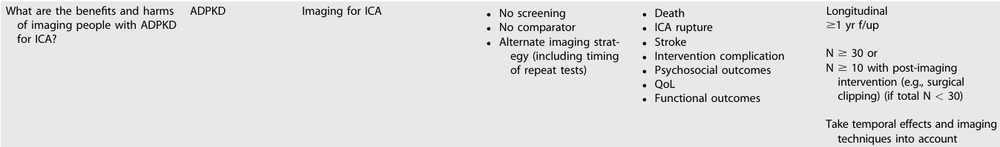 What are the benefits and harms
of imaging people with ADPKD
for ICA?
ADPKD
Imaging for ICA
• No screening
• No comparator
• Alternate imaging strat-
egy (including timing
of repeat tests)
• Death
• ICA rupture
• Stroke
• Intervention complication
• Psychosocial outcomes
• QoL
• Functional outcomes
Longitudinal
≥1 yr f/up
N ≥ 30 or
N ≥ 10 with post-imaging
intervention (e.g., surgical
clipping) (if total N < 30)
Take temporal effects and imaging
techniques into account